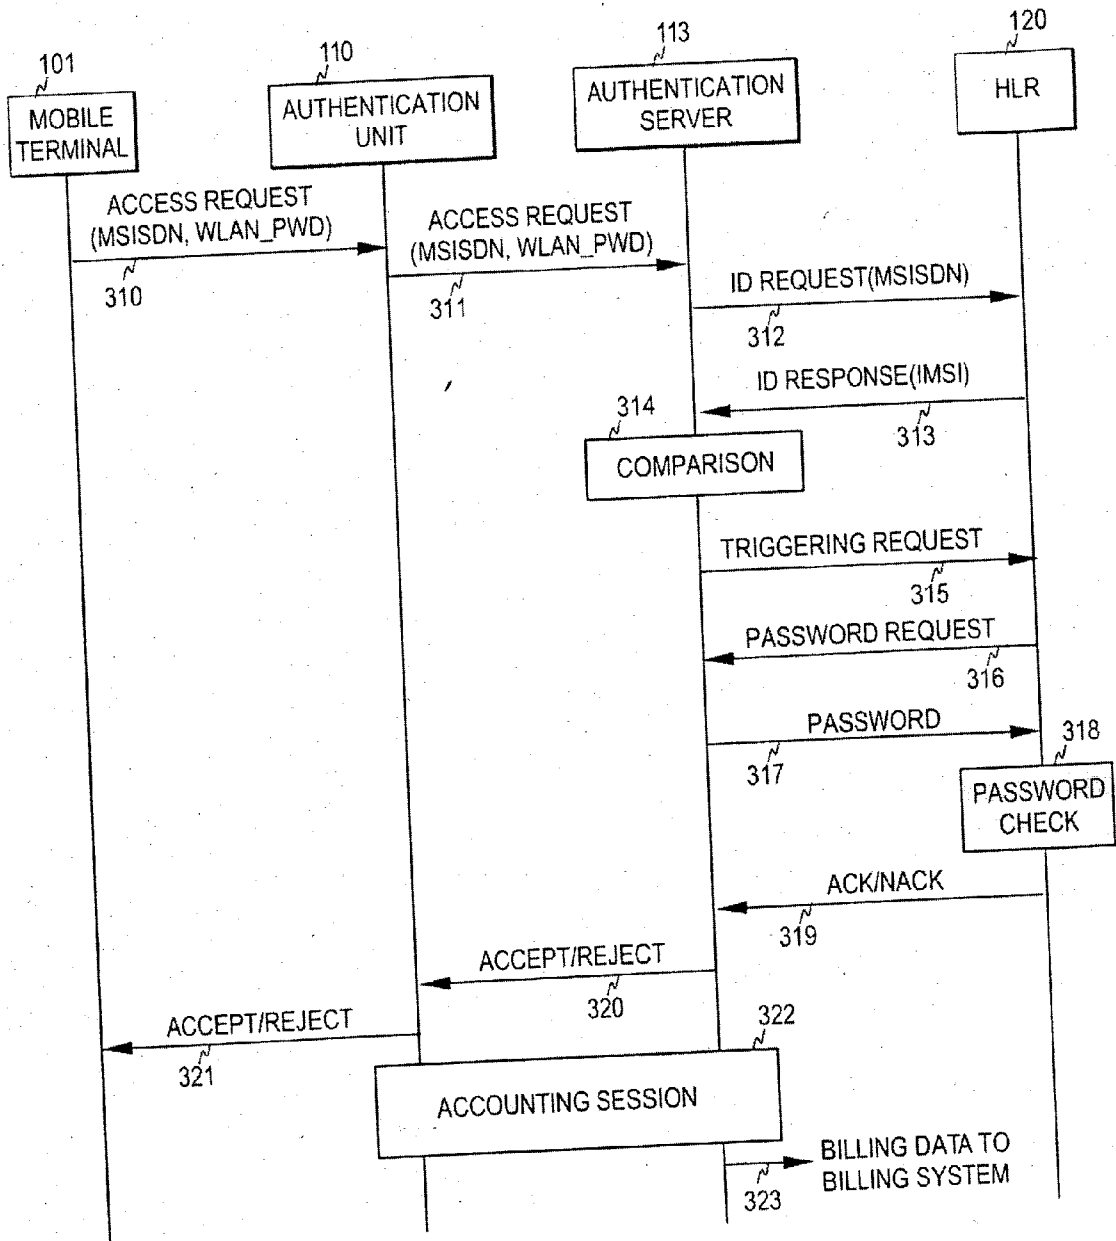 101
MOBILE
TERMINAL
110
AUTHENTICATION
UNIT
113
AUTHENTICATION
SERVER
120
HLR
ACCESS REQUEST
(MSISDN, WLAN_PWD)
310
ACCESS REQUEST
(MSISDN, WLAN_PWD)
311
ID REQUEST(MSISDN)
312
ID RESPONSE(IMSI)
313
314
COMPARISON
TRIGGERING REQUEST
315
PASSWORD REQUEST
316
PASSWORD
317
318
PASSWORD
CHECK
ACK/NACK
319
ACCEPT/REJECT
320
ACCEPT/REJECT
321
322
ACCOUNTING SESSION
BILLING DATA TO
BILLING SYSTEM
323